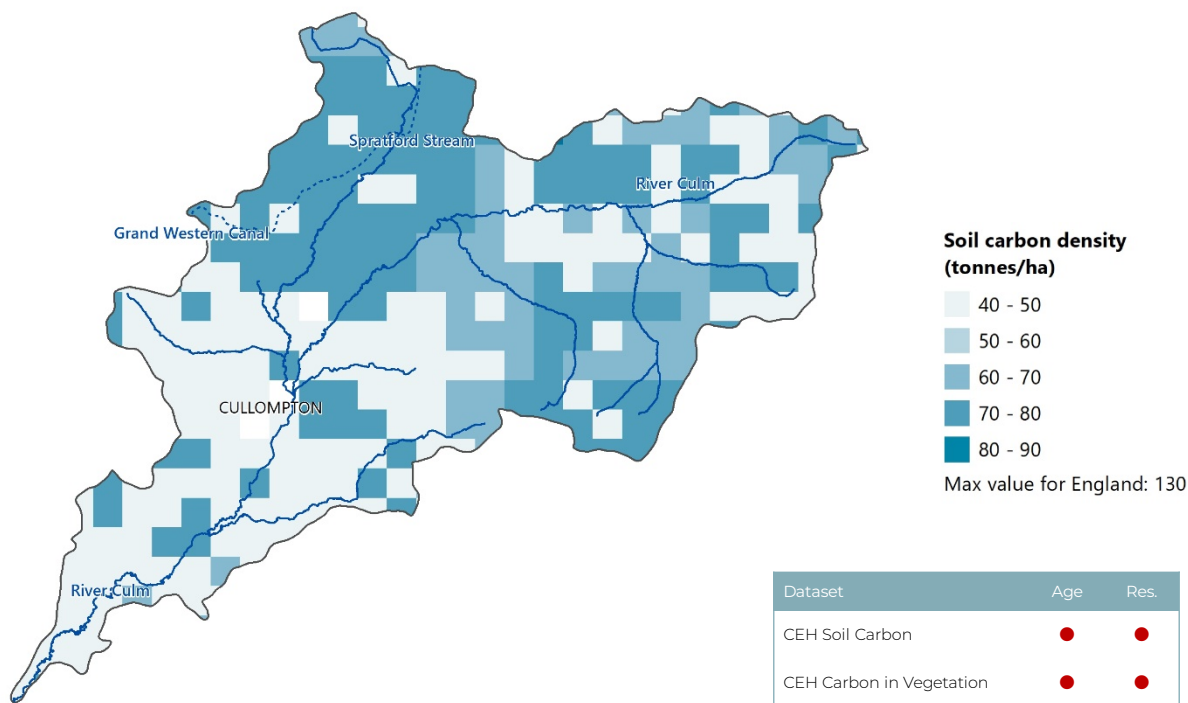 Spratford Stream
River Culm
Grand Western Canal
CULLOMPTON
River Culm
Soil carbon density
(tonnes/ha)
40 - 50
50 - 60
60 - 70
70 - 80
80 - 90
Max value for England: 130
Dataset Age Res.
CEH Soil Carbon
CEH Carbon in Vegetation